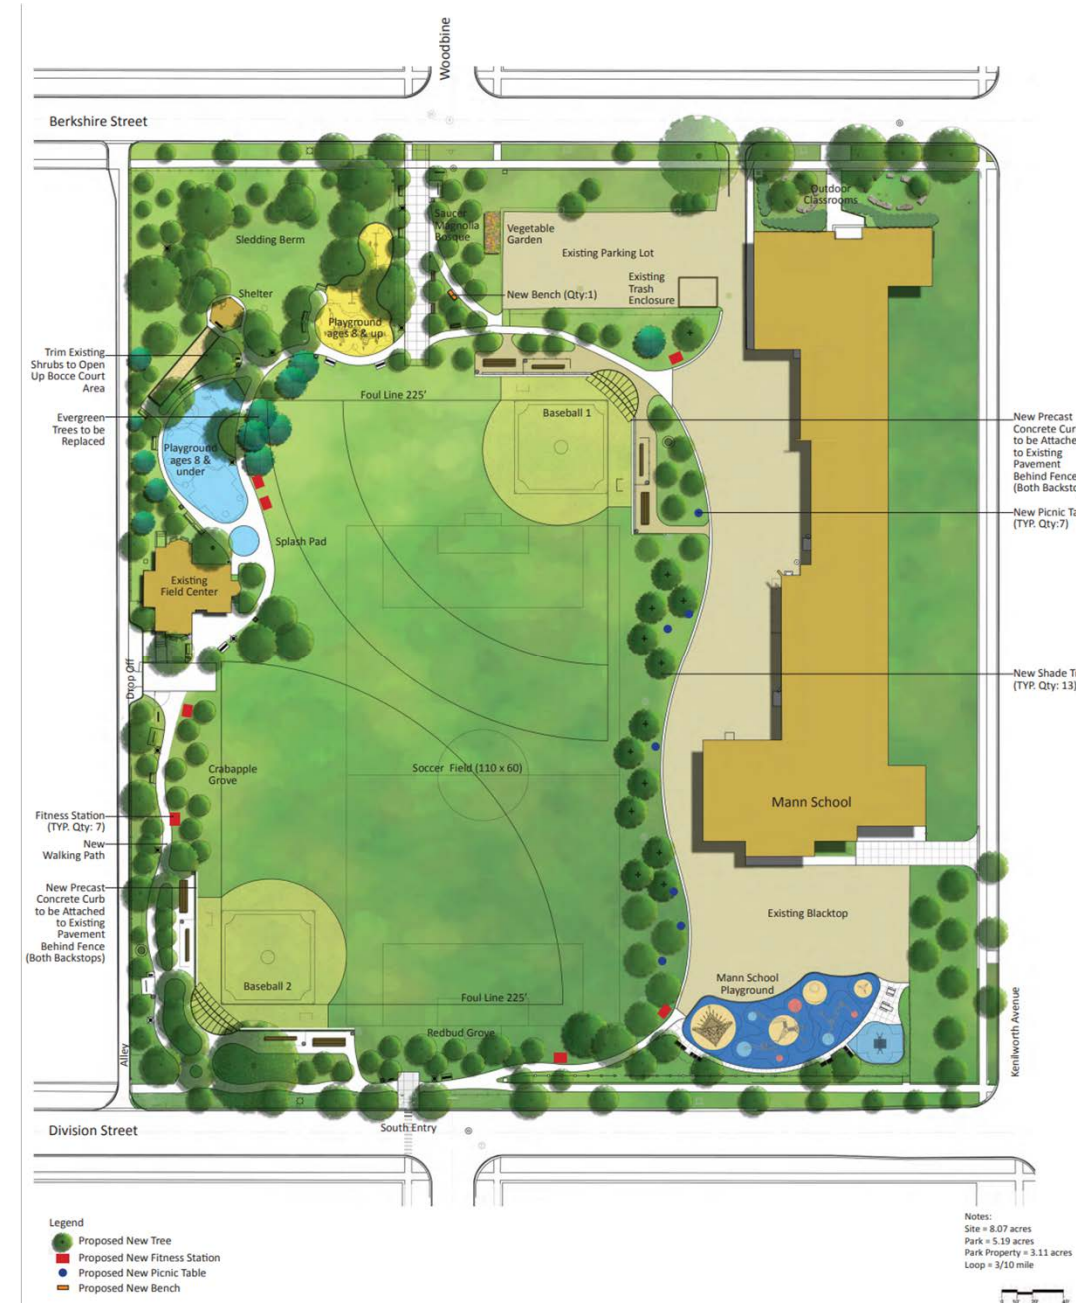 Woodbine
Berkshire Street
Outdoor
Classrooms
Saucer
Magnolia
Bosque
Vegetable
Garden
Sledding Berm
Existing Parking Lot
Existing
Trash
Enclosure
Shelter
New Bench (Qty:1)
Playground
ages 8 & up
Trim Existing
Shrubs to Open
Up Bocce Court
Area
Foul Line 225'
Baseball 1
Evergreen
Trees to be
Replaced
New Precast
Concrete Cur
to be Attache
to Existing
Pavement
Behind Fence
(Both Backsto
Playground
ages 8 &
under
New Picnic Ta
(TYP. Qty:7)
Splash Pad
Existing
Field Center
Drop Off
New Shade T
(TYP. Qty: 13)
Crabapple
Grove
Soccer Field (110 x 60)
Mann School
Fitness Station
(TYP. Qty: 7)
New
Walking Path
New Precast
Concrete Curb
to be Attached
to Existing
Pavement
Behind Fence
(Both Backstops)
Existing Blacktop
Baseball 2
Mann School
Playground
Foul Line 225'
Redbud Grove
Alley
Kenilworth Avenue
South Entry
Division Street
Legend
Proposed New Tree
Proposed New Fitness Station
Proposed New Picnic Table
Proposed New Bench
Notes:
Site = 8.07 acres
Park = 5.19 acres
Park Property = 3.11 acres
Loop = 3/10 mile